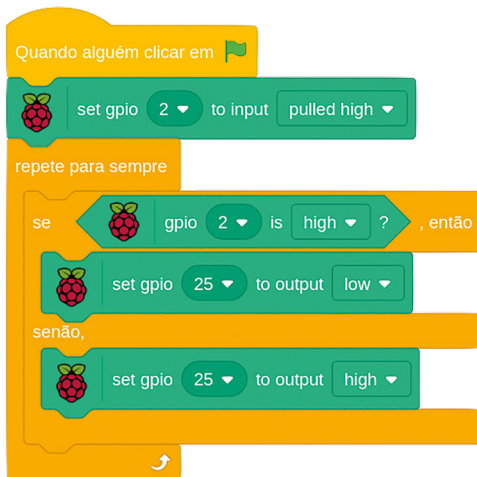 Quando alguém clicar em
set gpio 2 to input pulled high
repete para sempre
se gpio 2 is high ? , então
set gpio 25 to output low
senão,
set gpio 25 to output high